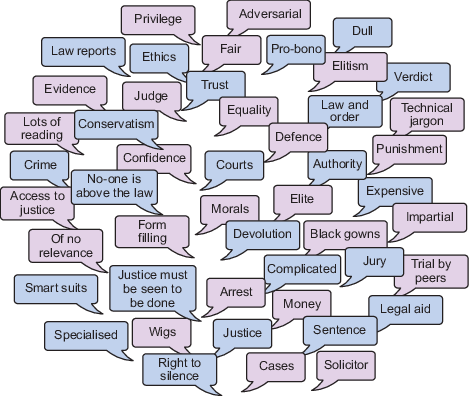 Privilege
Adversarial
Law reports
Ethics
Fair
Pro-bono
Dull
Elitism
Verdict
Evidence
Judge
Trust
Equality
Law and
order
Technical
jargon
Lots of
reading
Conservatism
Defence
Punishment
Crime
Confidence
Courts
Authority
No-one is
above the law
Expensive
Access to
justice
Morals
Elite
Impartial
Form
filling
Of no
relevance
Devolution
Black gowns
Justice must
be seen to
be done
Complicated
Jury
Trial by
peers
Smart suits
Arrest
Money
Legal aid
Specialised
Wigs
Justice
Sentence
Right to
silence
Cases
Solicitor